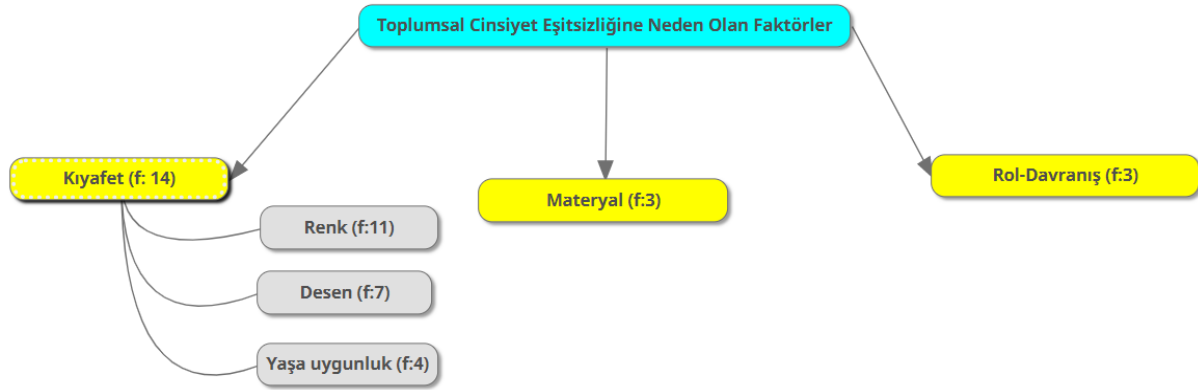 Toplumsal Cinsiyet Eşitsizliğine Neden Olan Faktörler
Kıyafet (f: 14)
Materyal (f:3)
Rol-Davranış (f:3)
Renk (f:11)
Desen (f:7)
Yaşa uygunluk (f:4)